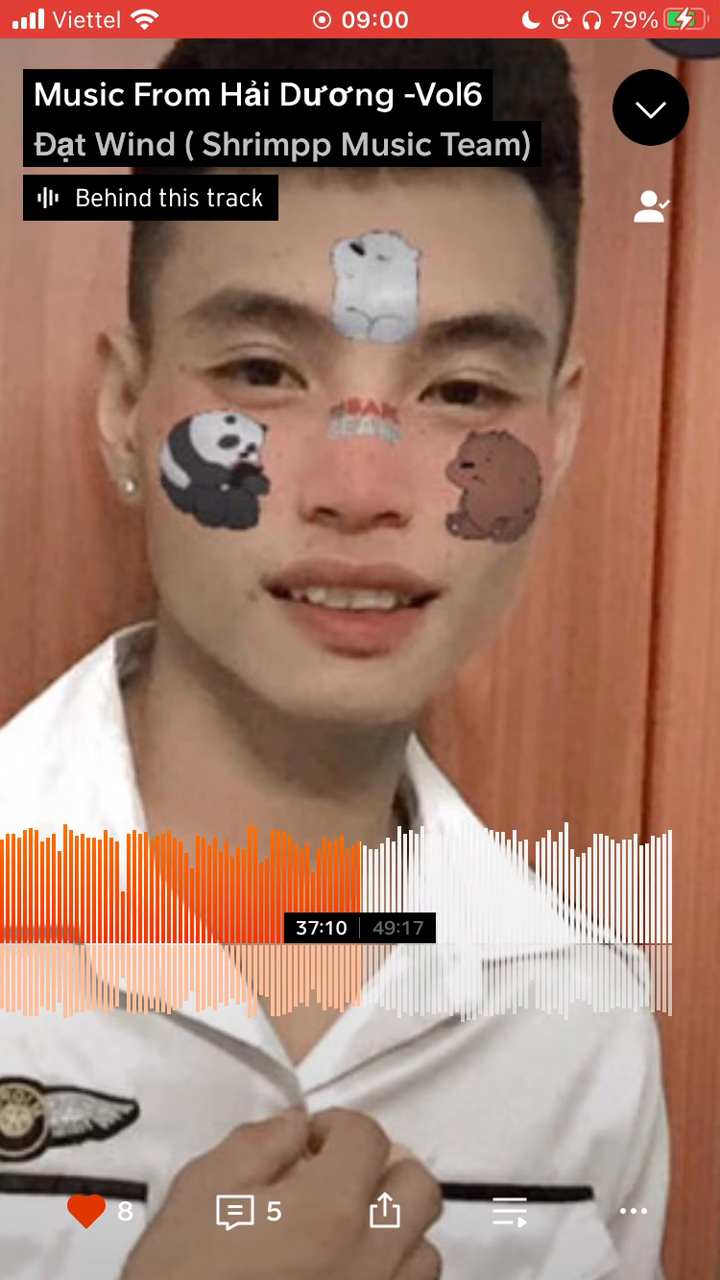 Viettel
09:00
79%
Music From Hải Dương -Vol6
Đạt Wind ( Shrimpp Music Team)
Behind this track
37:10 | 49:17
8
5